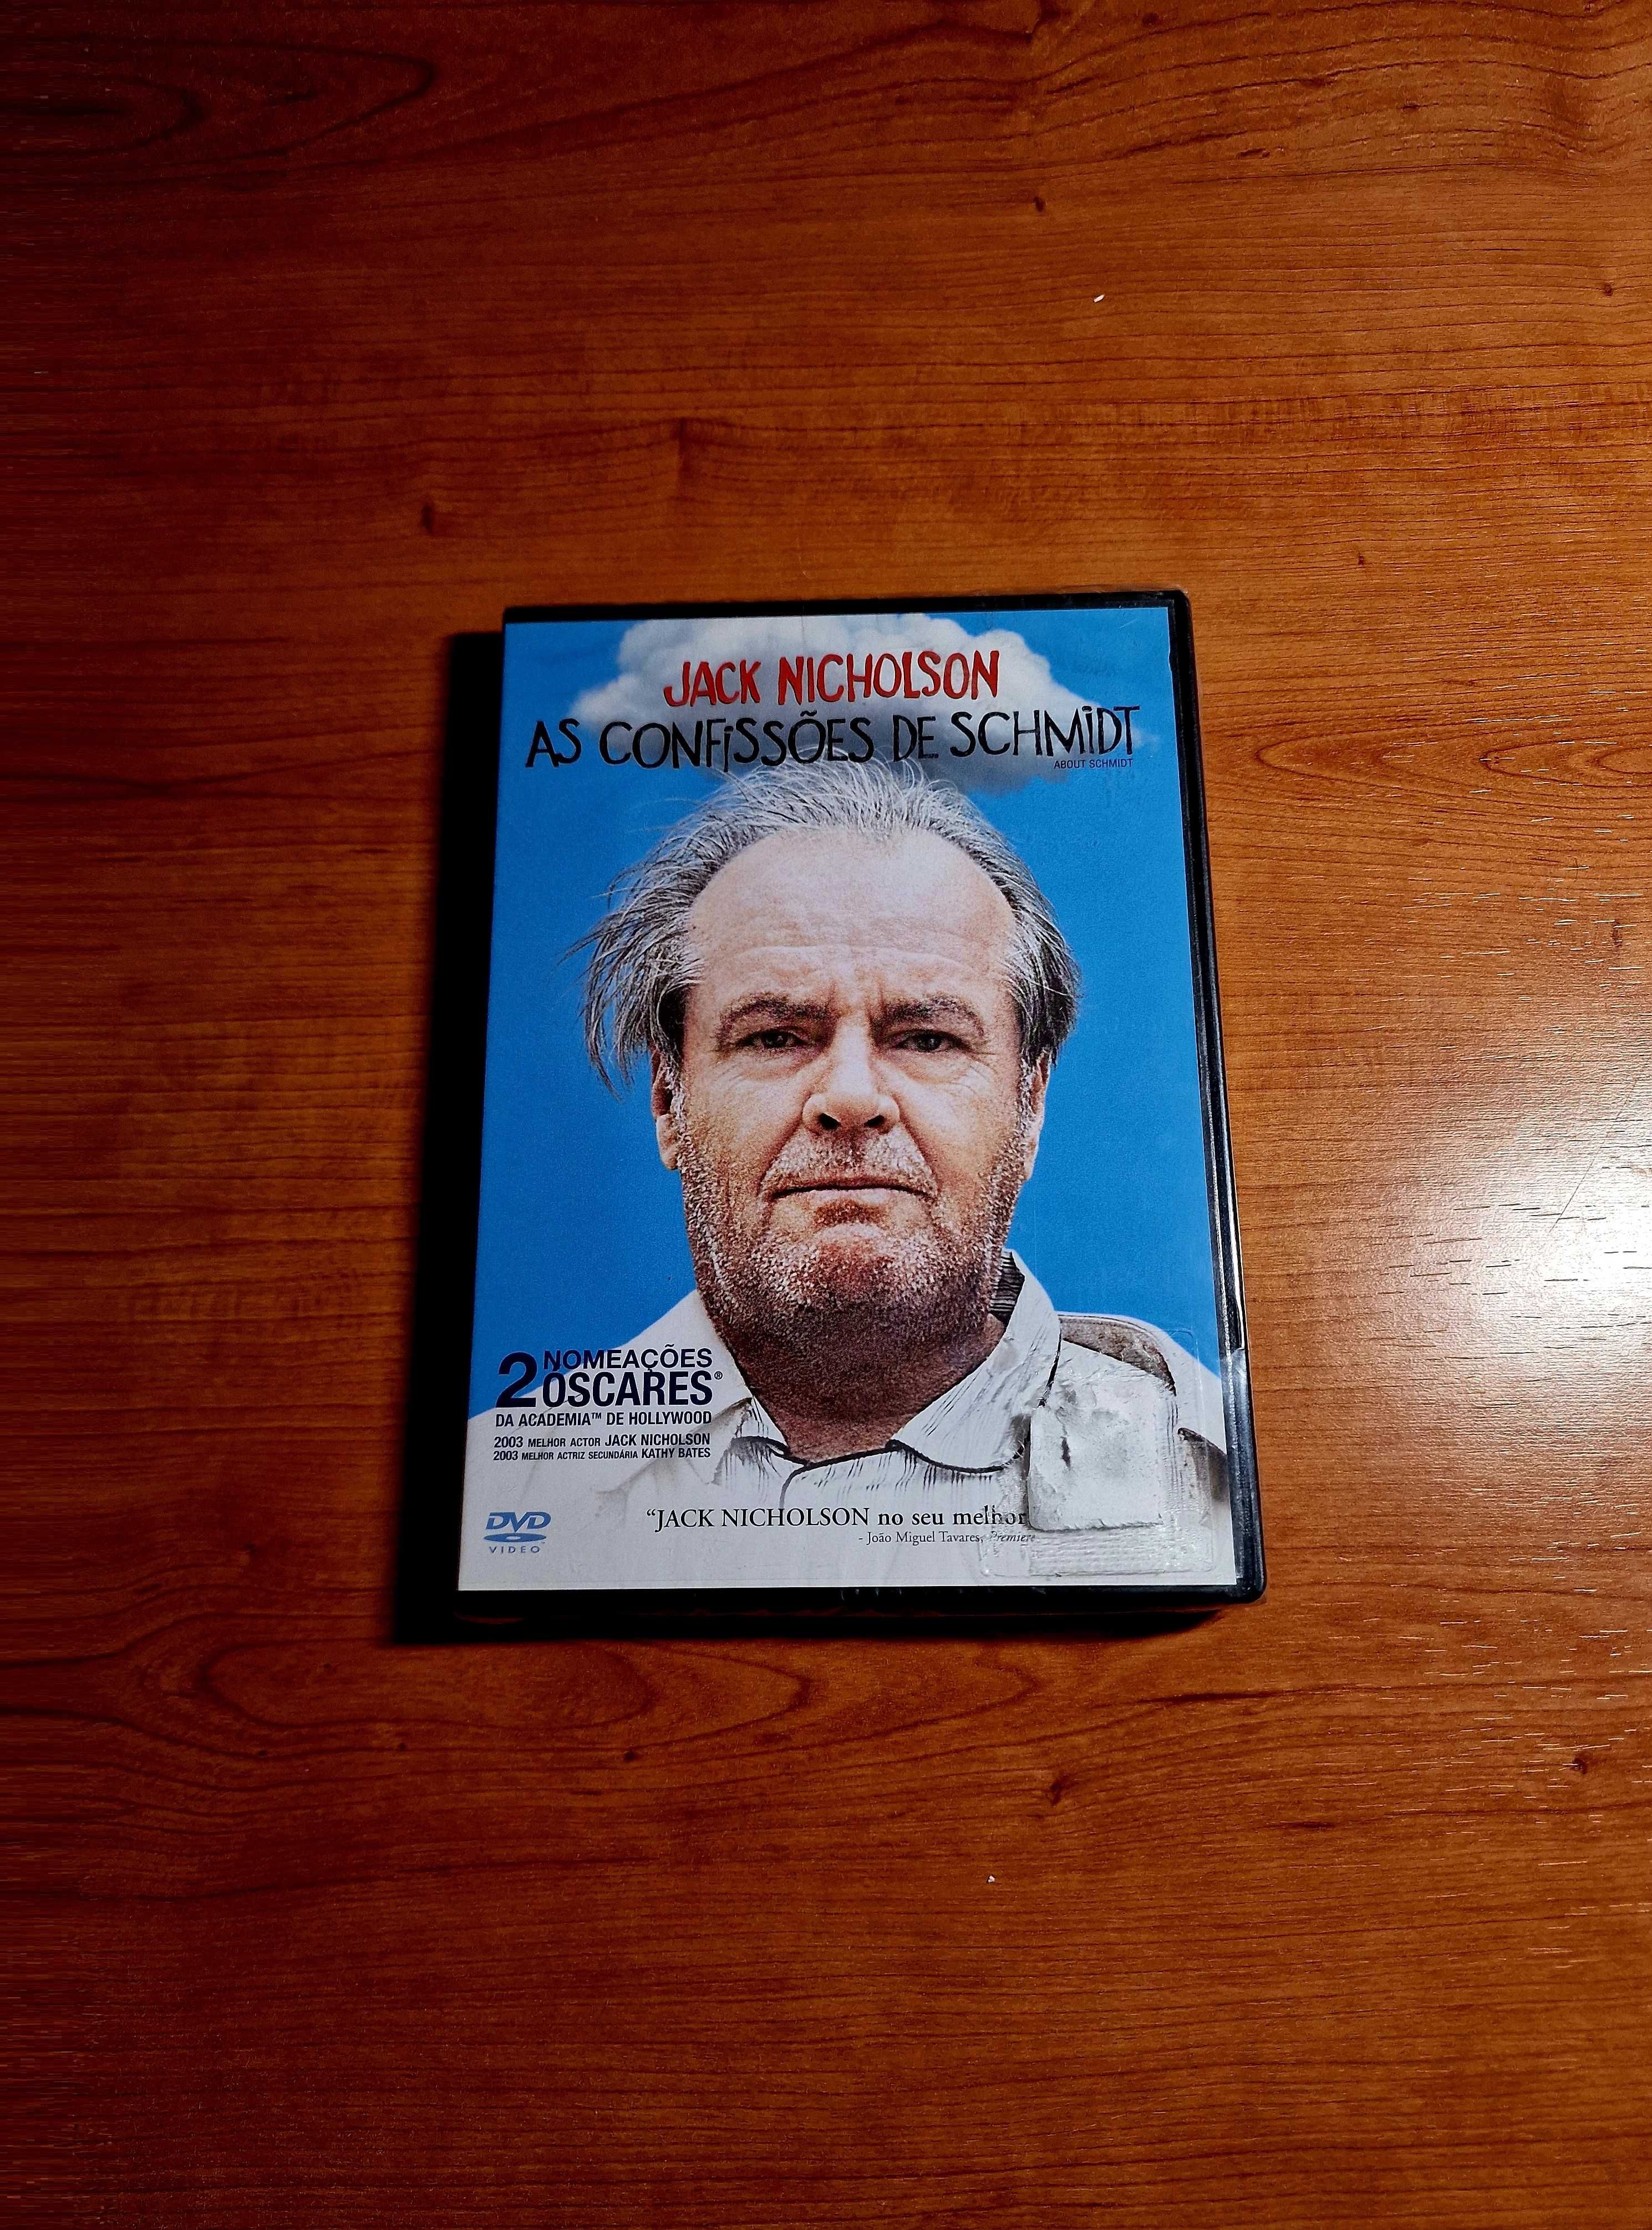 JACK NICHOLSON
AS CONFISSÕES DE SCHMIDT
ABOUT SCHMIDT
2 NOMEAÇÕES
OSCARES®
DA ACADEMIA™ DE HOLLYWOOD
2003 MELHOR ACTOR JACK NICHOLSON
2003 MELHOR ACTRIZ SECUNDÁRIA KATHY BATES
"JACK NICHOLSON no seu melhor
- João Miguel Tavares, Premiere
DVD
VIDEO